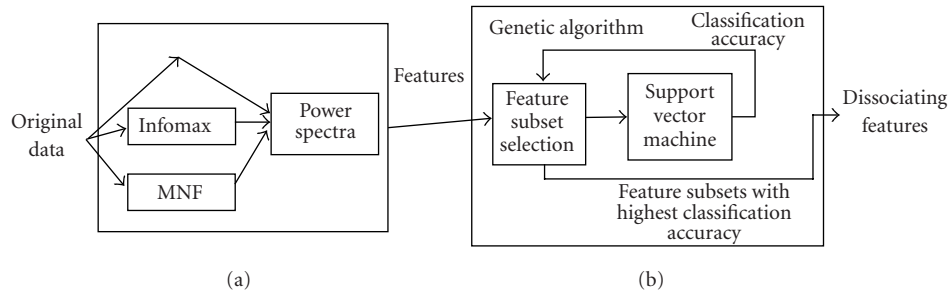 Original
data
Infomax
MNF
Power
spectra
Features
(a)
Genetic algorithm
Classification
accuracy
Feature
subset
selection
Support
vector
machine
Feature subsets with
highest classification
accuracy
Dissociating
features
(b)